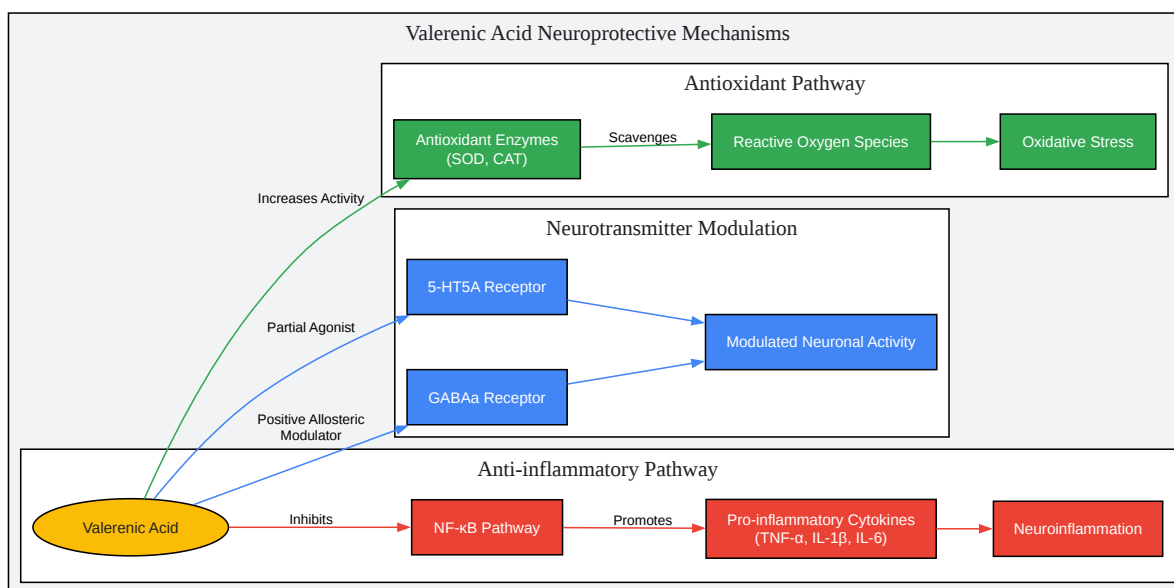 Valerenic Acid Neuroprotective Mechanisms
Antioxidant Pathway
Antioxidant Enzymes
(SOD, CAT)
Scavenges
Reactive Oxygen Species
Oxidative Stress
Increases Activity
Neurotransmitter Modulation
5-HT5A Receptor
Partial Agonist
Modulated Neuronal Activity
GABAa Receptor
Positive Allosteric
Modulator
Anti-inflammatory Pathway
Valerenic Acid
Inhibits
NF-κB Pathway
Promotes
Pro-inflammatory Cytokines
(TNF-α, IL-1β, IL-6)
Neuroinflammation